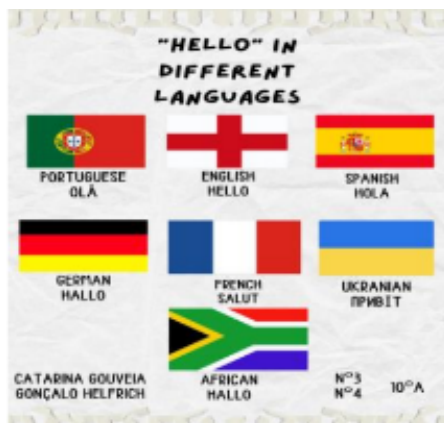 "HELLO" IN
DIFFERENT
LANGUAGES
PORTUGUESE
OLÁ
ENGLISH
HELLO
SPANISH
HOLA
GERMAN
HALLO
FRENCH
SALUT
UKRANIAN
ПРИВІТ
AFRICAN
HALLO
CATARINA GOUVEIA
GONÇALO HELFRICH
Nº3
Nº4
10ºA